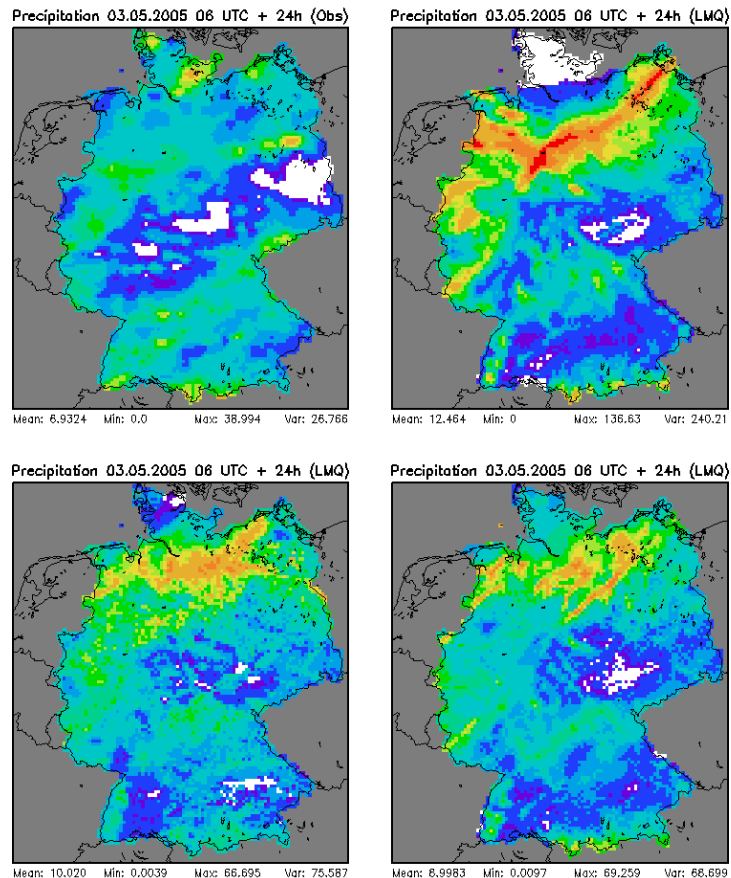 Precipitation 03.05.2005 06 UTC + 24h (Obs)
Precipitation 03.05.2005 06 UTC + 24h (LMQ)
Mean: 6.9324 Min: 0.0 Max: 38.994 Var: 26.766
Mean: 12.464 Min: 0 Max: 136.63 Var: 240.21
Precipitation 03.05.2005 06 UTC + 24h (LMQ)
Precipitation 03.05.2005 06 UTC + 24h (LMQ)
Mean: 10.020 Min: 0.0039 Max: 66.695 Var: 75.587
Mean: 8.9983 Min: 0.0097 Max: 69.259 Var: 68.699